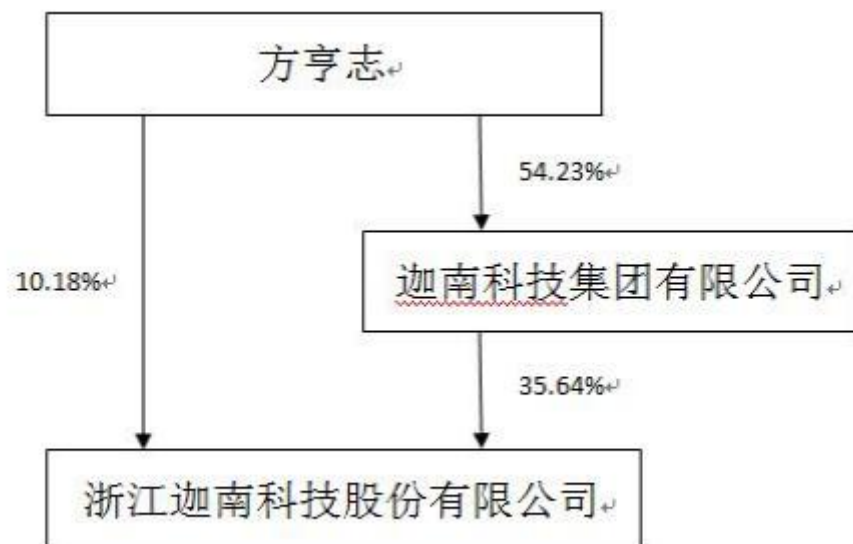 方亨志
54.23%
迦南科技集团有限公司
10.18%
35.64%
浙江迦南科技股份有限公司